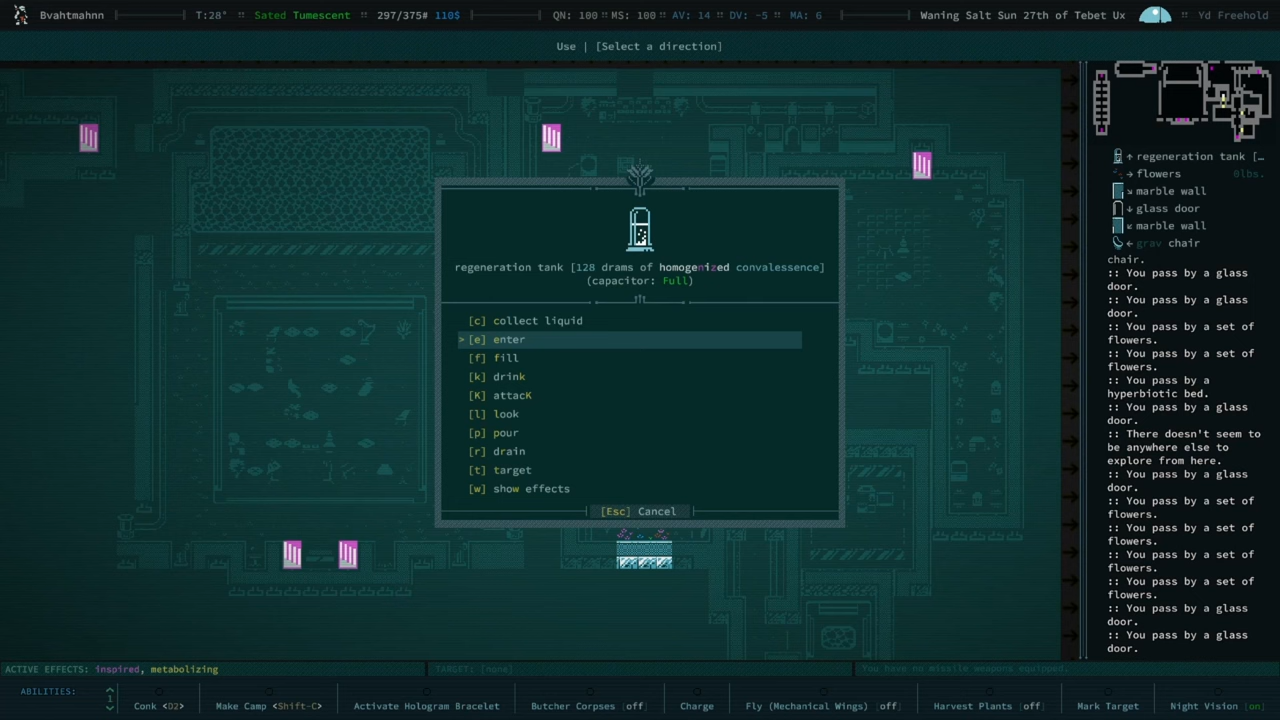 Bvahtmahnn T:28° :: Sated Tumescent :: 297/375# 110$ QN: 100 :: MS: 100 :: AV: 14 :: DV: -5 :: MA: 6 Waning Salt Sun 27th of Tebet Ux :: Yd Freehold
Use | [Select a direction]
regeneration tank [128 drams of homogenized convalessence]
(capacitor: Full)
[c] collect liquid
> [e] enter
[f] fill
[k] drink
[K] attacK
[l] look
[p] pour
[r] drain
[t] target
[w] show effects
[Esc] Cancel
↑ regeneration tank […
→ flowers 0lbs.
↘ marble wall
↓ glass door
↙ marble wall
← grav chair
chair.
:: You pass by a glass
door.
:: You pass by a glass
door.
:: You pass by a set of
flowers.
:: You pass by a set of
flowers.
:: You pass by a
hyperbiotic bed.
:: You pass by a glass
door.
:: There doesn't seem to
be anywhere else to
explore from here.
:: You pass by a glass
door.
:: You pass by a set of
flowers.
:: You pass by a set of
flowers.
:: You pass by a set of
flowers.
:: You pass by a set of
flowers.
:: You pass by a glass
door.
:: You pass by a glass
door.
ACTIVE EFFECTS: inspired, metabolizing TARGET: [none] You have no missile weapons equipped.
ABILITIES: 1 Conk <D2> Make Camp <Shift-C> Activate Hologram Bracelet Butcher Corpses [off] Charge Fly (Mechanical Wings) [off] Harvest Plants [off] Mark Target Night Vision [on]